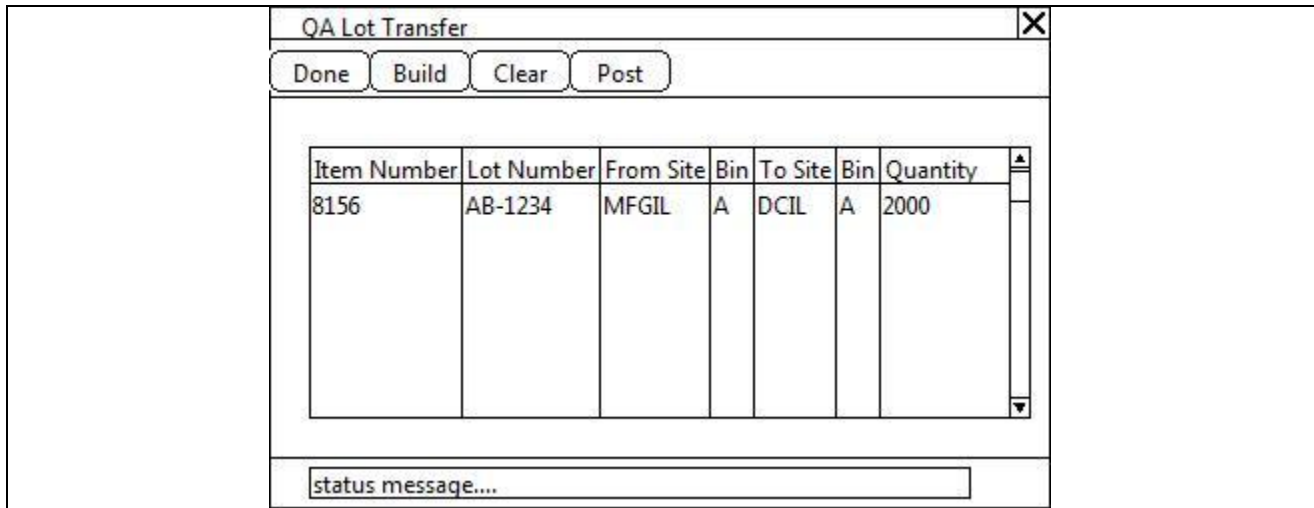 QA Lot Transfer
Done Build Clear Post
Item Number Lot Number From Site Bin To Site Bin Quantity
8156 AB-1234 MFGIL A DCIL A 2000
status message....